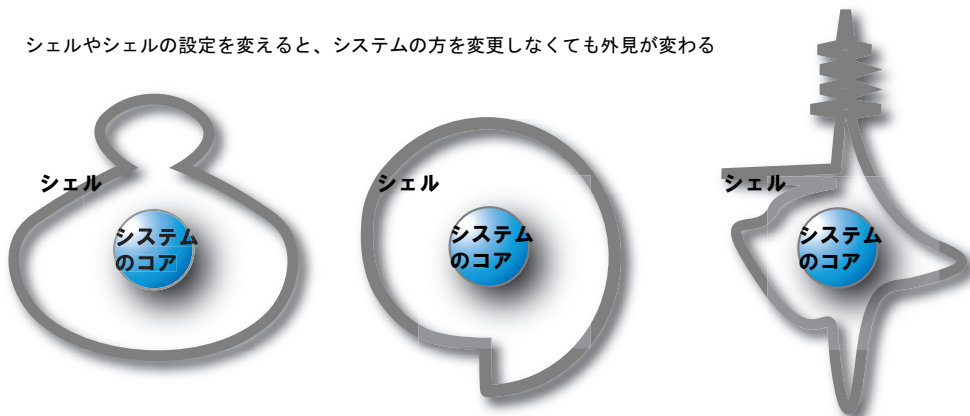 シェルやシェルの設定を変えると、システムの方を変更しなくても外見が変わる
シェル
システム
のコア
シェル
システム
のコア
シェル
システム
のコア